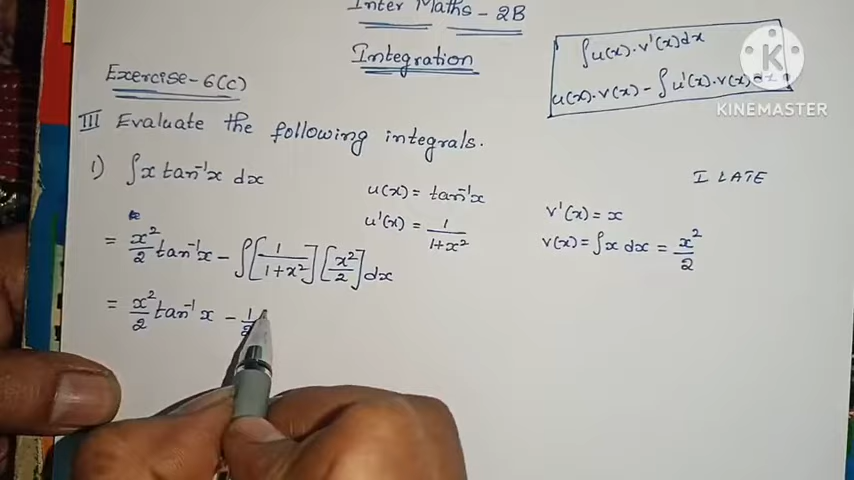 Inter Maths - 2B
Integration
∫u(x)·v'(x)dx
u(x)·v(x) - ∫u'(x)·v(x)dx
K
KINEMASTER
Exercise - 6(c)
III Evaluate the following integrals.
1) ∫x tan⁻¹x dx
u(x) = tan⁻¹x
u'(x) = 1/(1+x²)
I LATE
v'(x) = x
v(x) = ∫x dx = x²/2
= x²/2 tan⁻¹x - ∫[1/(1+x²)][x²/2]dx
= x²/2 tan⁻¹x - 1/2